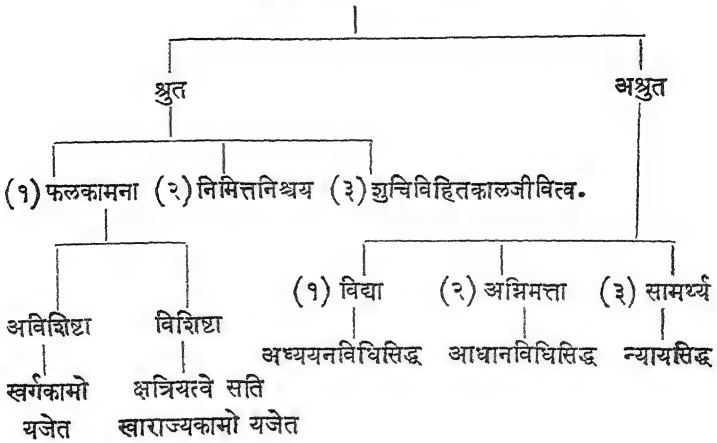 श्रुत अश्रुत
(१) फलकामना (२) निमित्तनिश्चय (३) शुचिविहितकालजीवित्व.
(१) विद्या (२) अग्निमत्ता (३) सामर्थ्य
अविशिष्टा विशिष्टा
अध्ययनविधिसिद्ध आधानविधिसिद्ध न्यायसिद्ध
स्वर्गकामो क्षत्रियत्वे सति
यजेत स्वाराज्यकामो यजेत